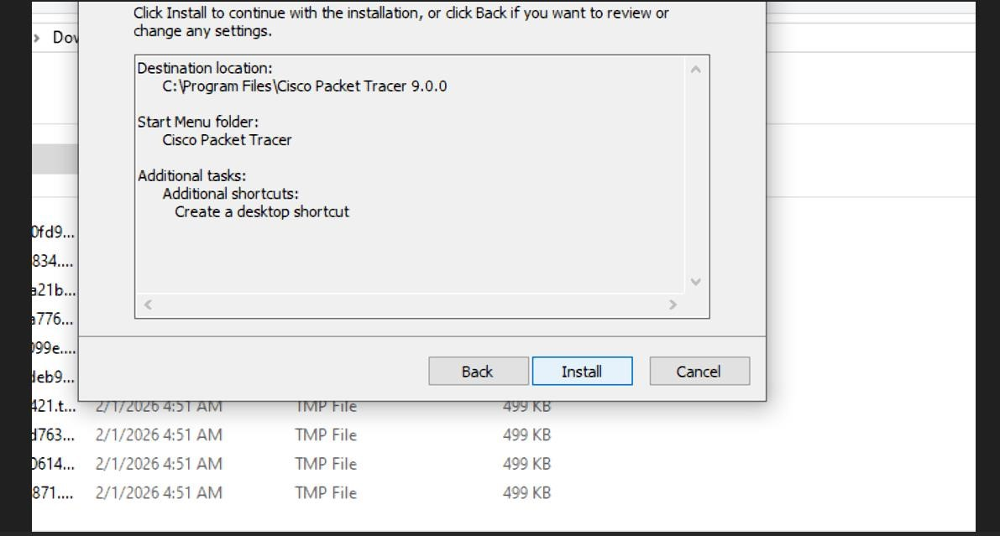 Click Install to continue with the installation, or click Back if you want to review or
change any settings.
Dov
Destination location:
C:\Program Files\Cisco Packet Tracer 9.0.0
Start Menu folder:
Cisco Packet Tracer
Additional tasks:
Additional shortcuts:
Create a desktop shortcut
0fd9...
834....
a21b...
a776...
099e....
deb9...
Back Install Cancel
421.t... 2/1/2026 4:51 AM TMP File 499 KB
d763... 2/1/2026 4:51 AM TMP File 499 KB
0614... 2/1/2026 4:51 AM TMP File 499 KB
871.... 2/1/2026 4:51 AM TMP File 499 KB